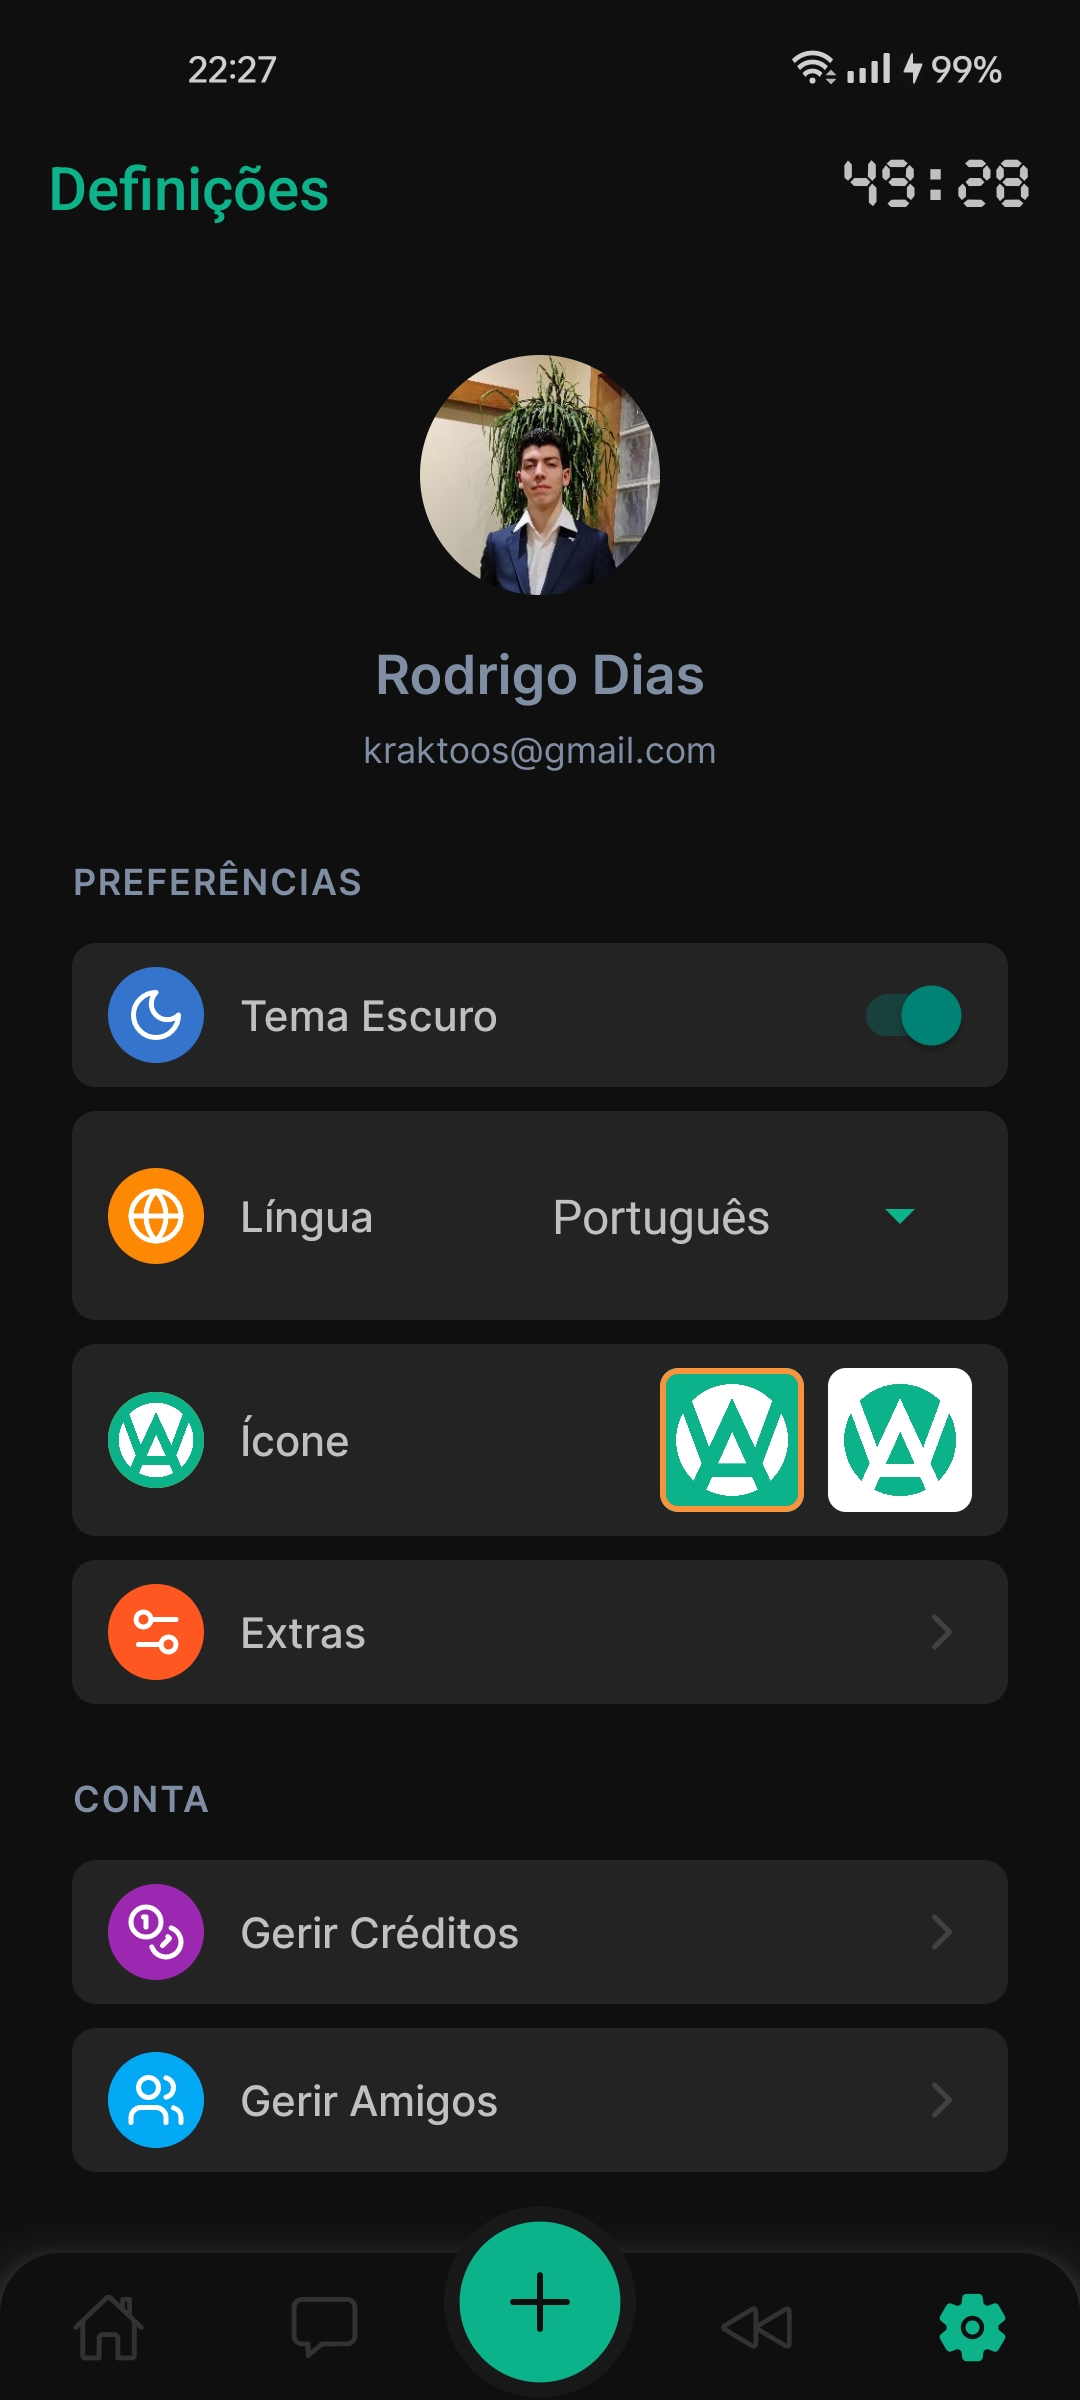 22:27
99%
Definições
49:28
Rodrigo Dias
kraktoos@gmail.com
PREFERÊNCIAS
Tema Escuro
Língua
Português
Ícone
Extras
CONTA
Gerir Créditos
Gerir Amigos